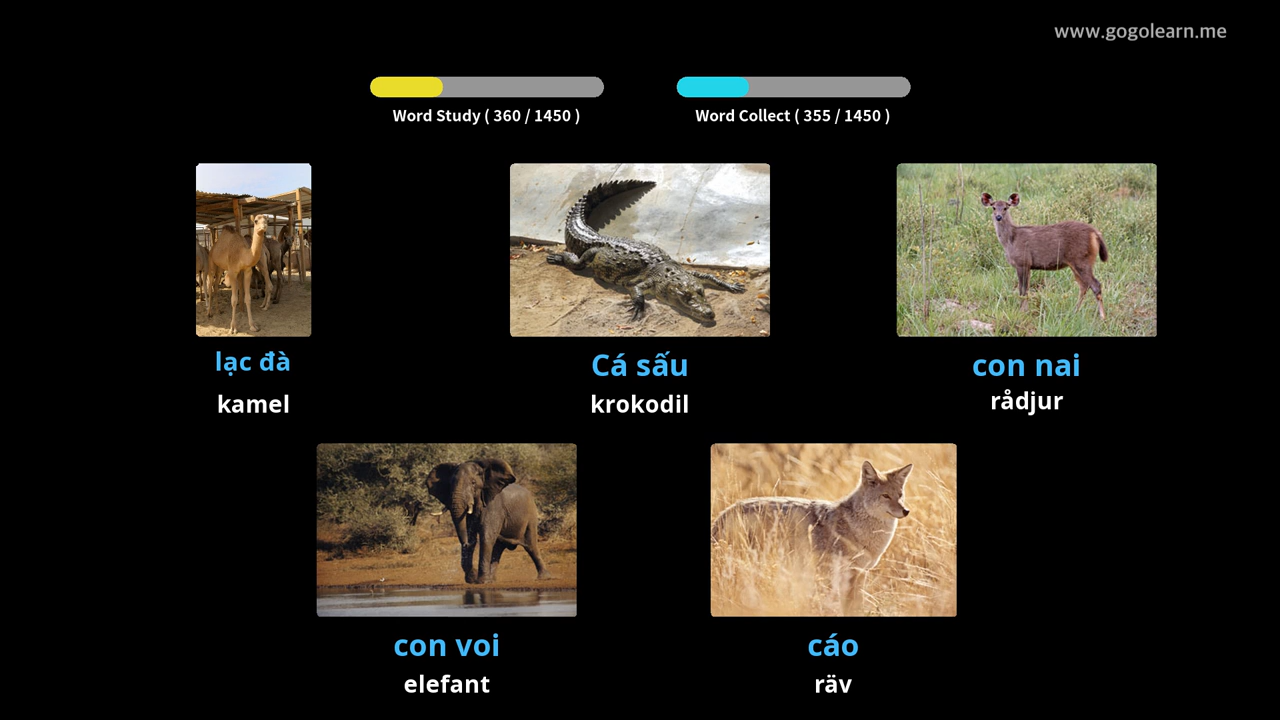 www.gogolearn.me
Word Study ( 360 / 1450 )
Word Collect ( 355 / 1450 )
lạc đà
kamel
Cá sấu
krokodil
con nai
rådjur
con voi
elefant
cáo
räv